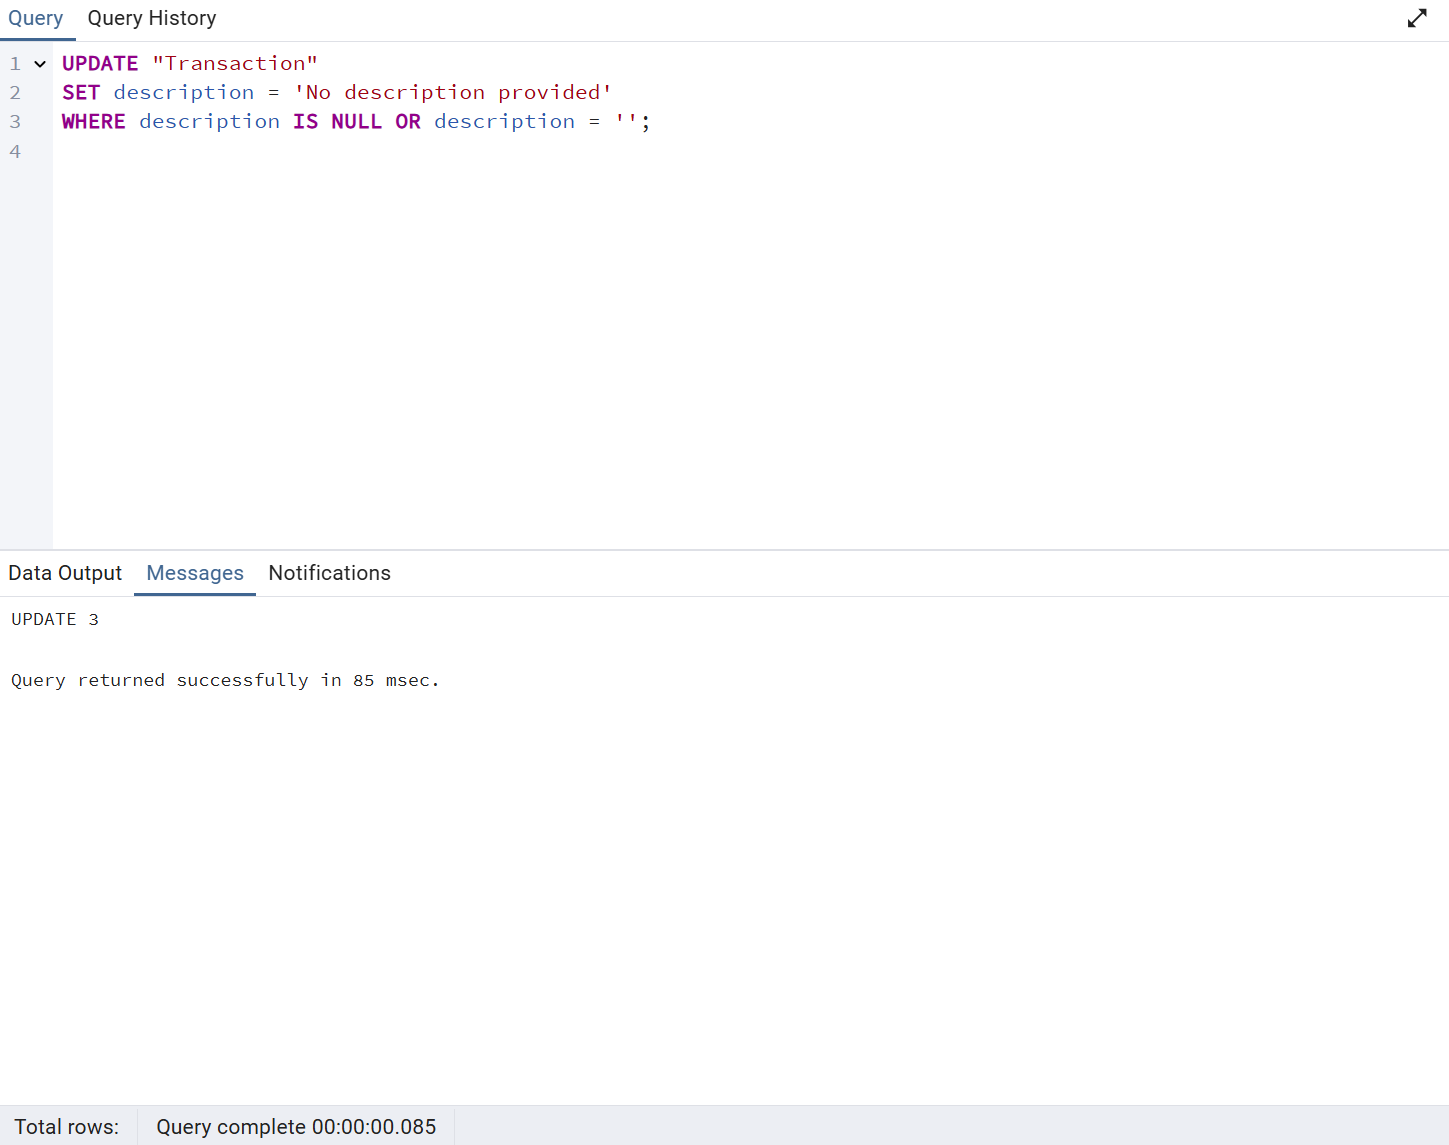 Query Query History
1 UPDATE "Transaction"
2 SET description = 'No description provided'
3 WHERE description IS NULL OR description = '';
4
Data Output Messages Notifications
UPDATE 3
Query returned successfully in 85 msec.
Total rows: Query complete 00:00:00.085